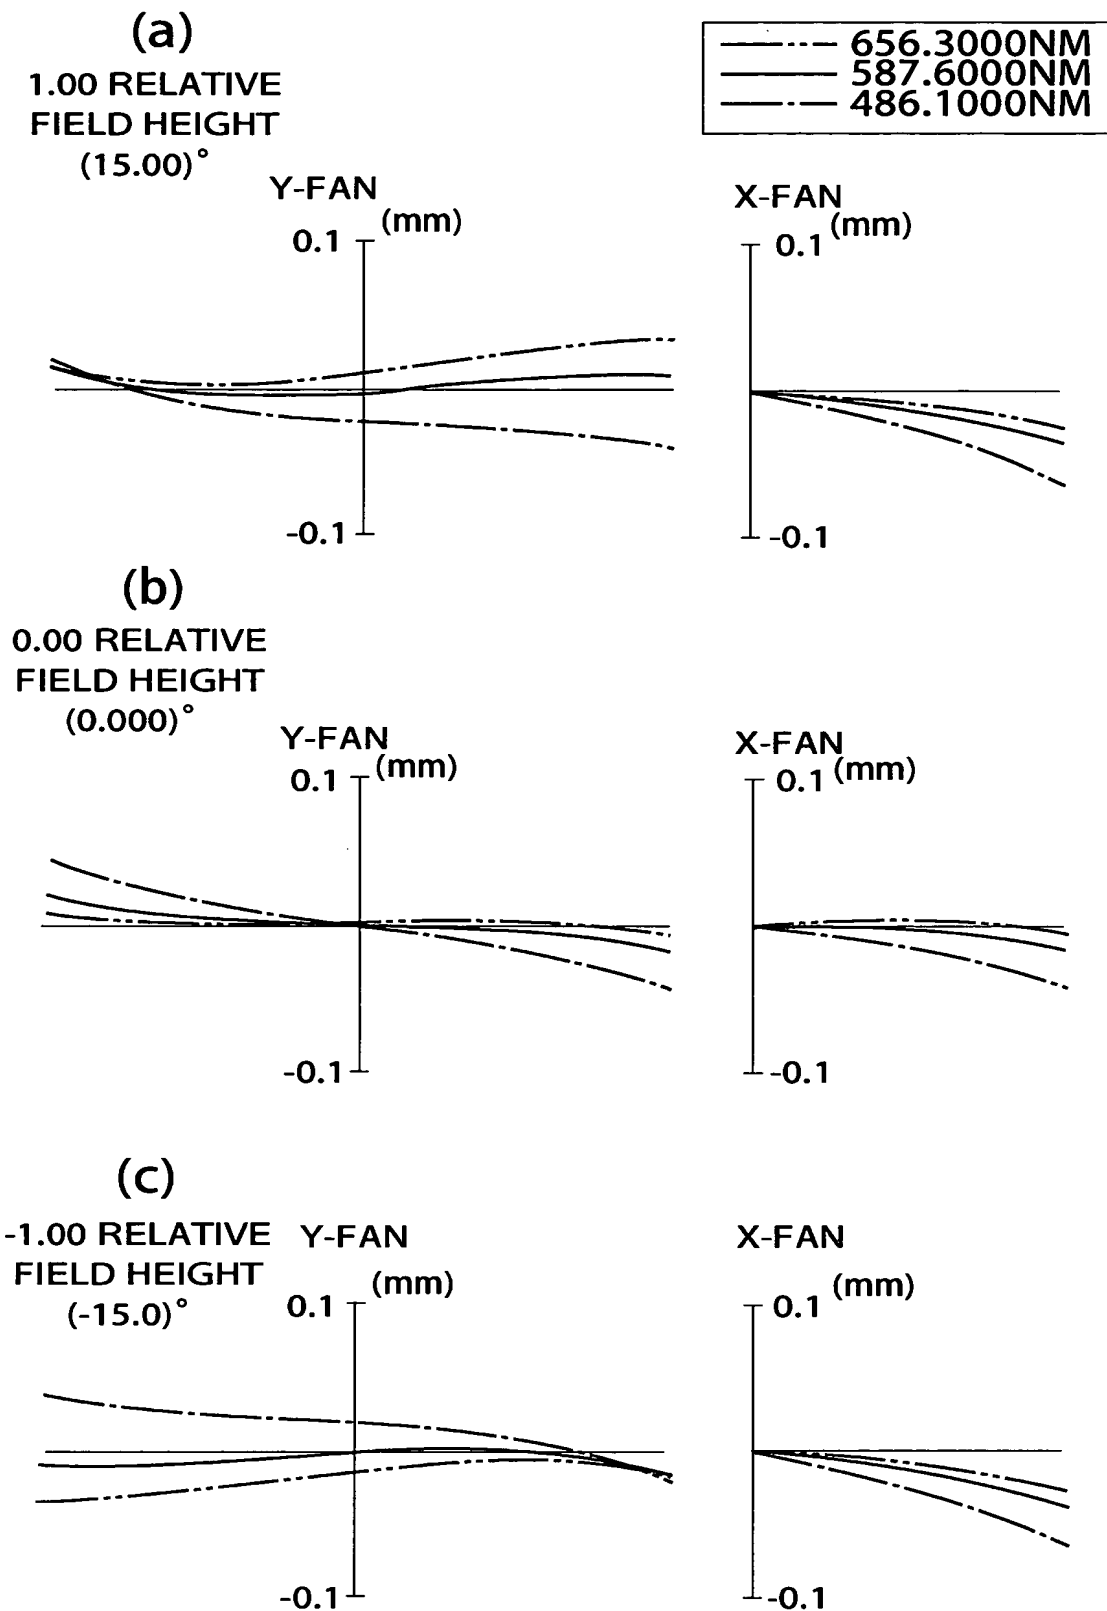 (a)
1.00 RELATIVE
FIELD HEIGHT
(15.00)°
656.3000NM
587.6000NM
486.1000NM
Y-FAN
(mm)
0.1
-0.1
X-FAN
(mm)
0.1
-0.1
(b)
0.00 RELATIVE
FIELD HEIGHT
(0.000)°
Y-FAN
(mm)
0.1
-0.1
X-FAN
(mm)
0.1
-0.1
(c)
-1.00 RELATIVE
FIELD HEIGHT
(-15.0)°
Y-FAN
(mm)
0.1
-0.1
X-FAN
(mm)
0.1
-0.1